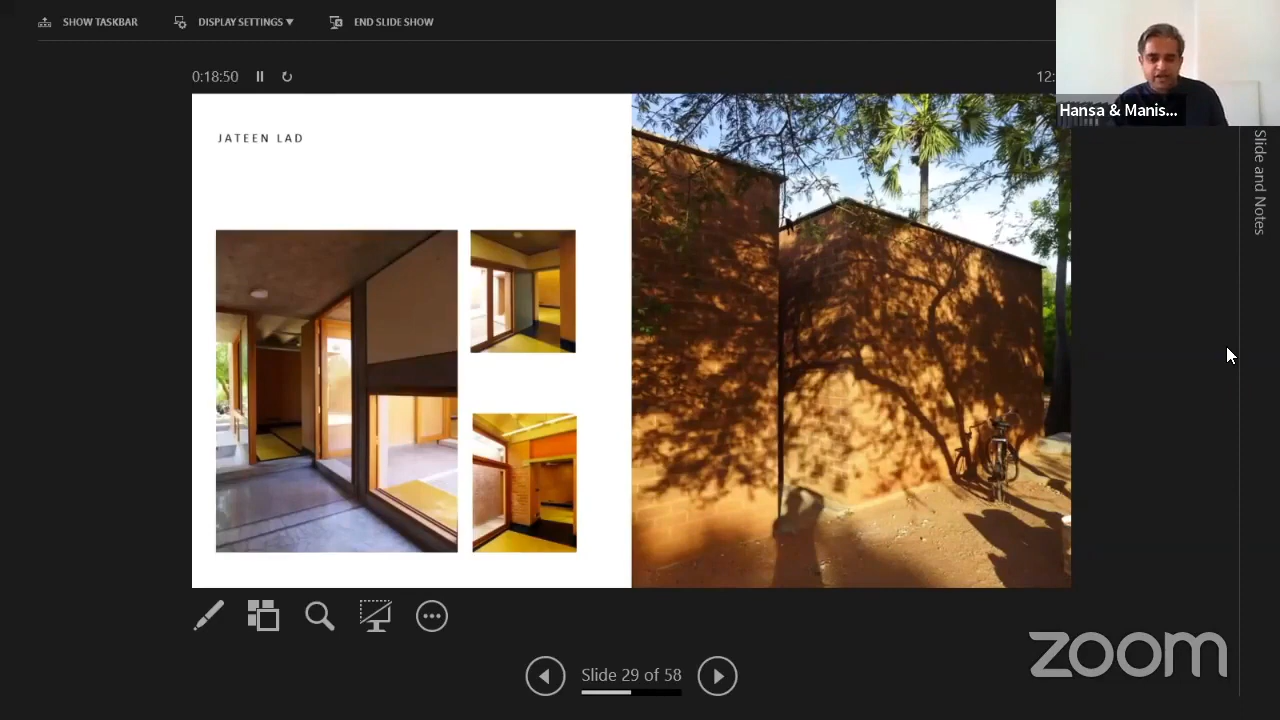 SHOW TASKBAR
DISPLAY SETTINGS ▼
END SLIDE SHOW
0:18:50
12:
Hansa & Manis...
Slide and Notes
JATEEN LAD
Slide 29 of 58
zoom